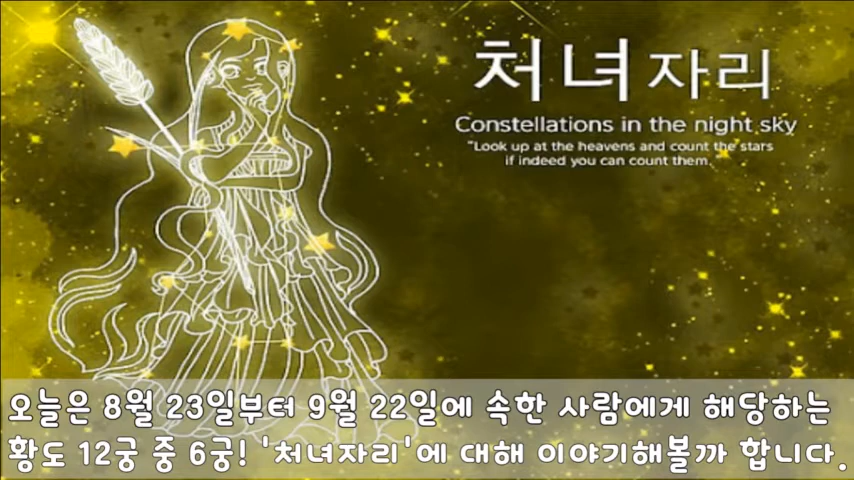 처녀자리
Constellations in the night sky
"Look up at the heavens and count the stars
if indeed you can count them.
오늘은 8월 23일부터 9월 22일에 속한 사람에게 해당하는
황도 12궁 중 6궁! '처녀자리'에 대해 이야기해볼까 합니다.